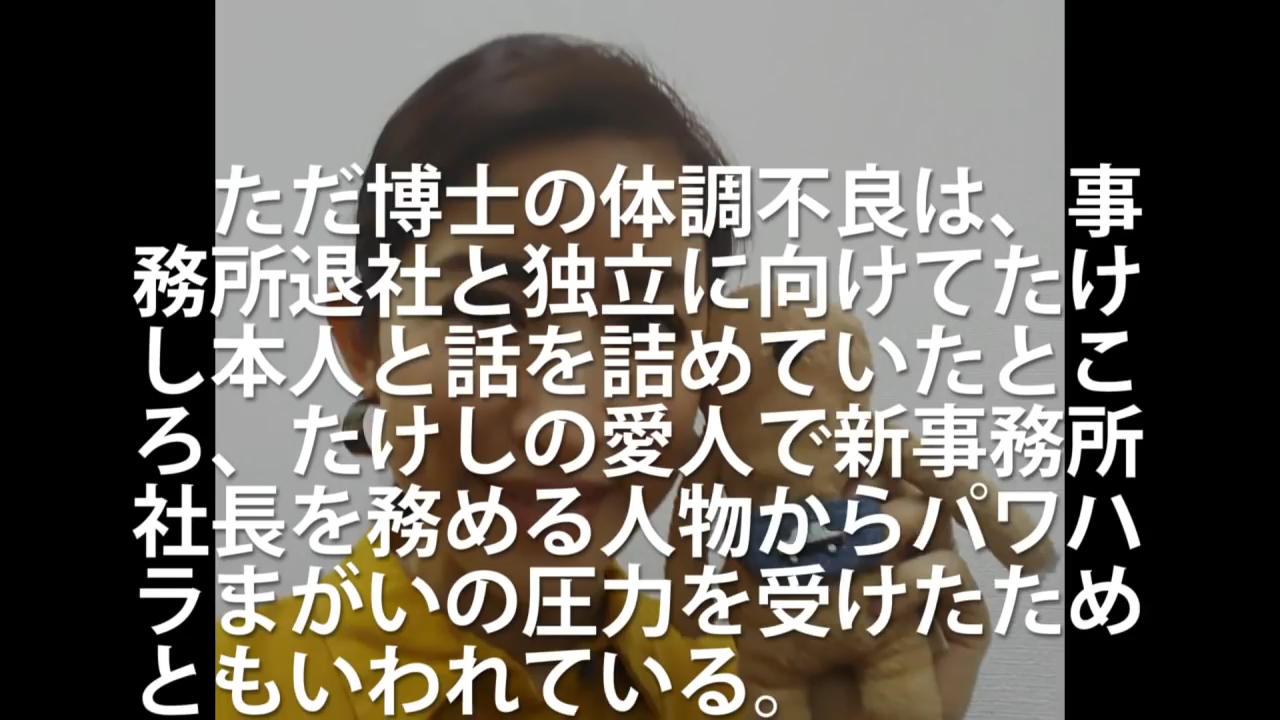 ただ博士の体調不良は、事
務所退社と独立に向けてたけ
し本人と話を詰めていたとこ
ろ、たけしの愛人で新事務所
社長を務める人物からパワハ
ラまがいの圧力を受けたため
ともいわれている。